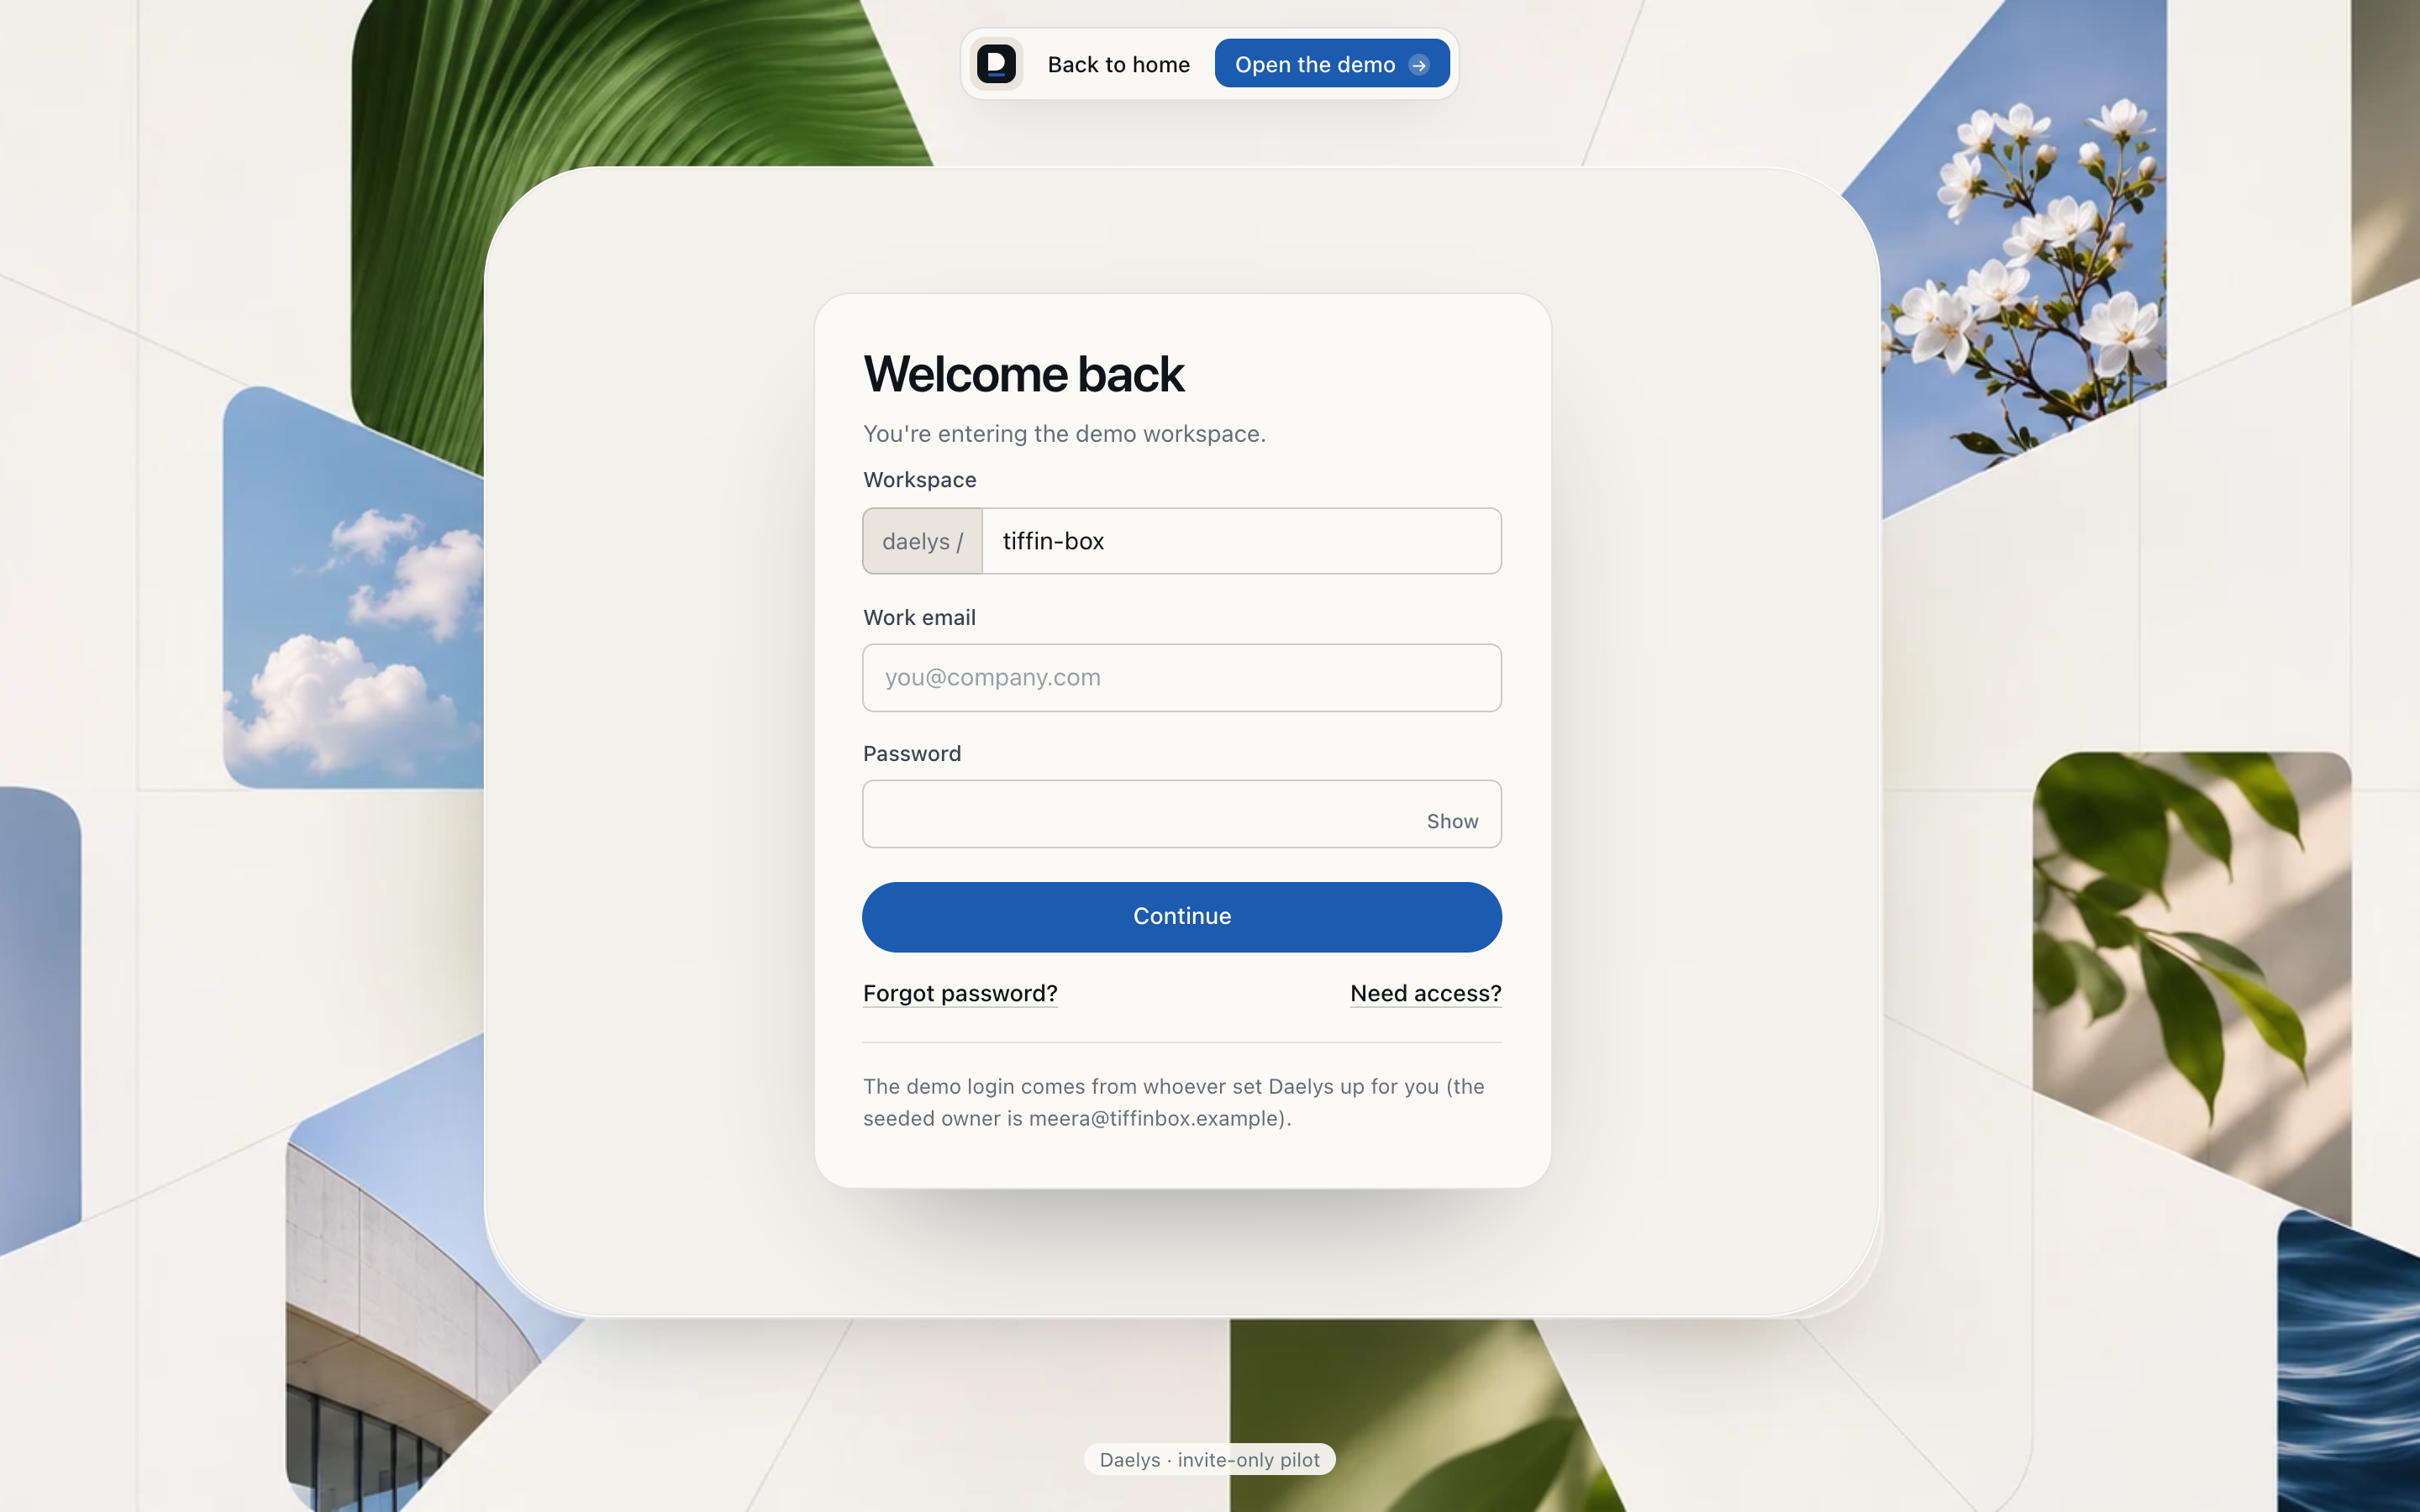 D
Back to home
Open the demo →
Welcome back
You're entering the demo workspace.
Workspace
daelys / tiffin-box
Work email
you@company.com
Password
Show
Continue
Forgot password? Need access?
The demo login comes from whoever set Daelys up for you (the
seeded owner is meera@tiffinbox.example).
Daelys · invite-only pilot